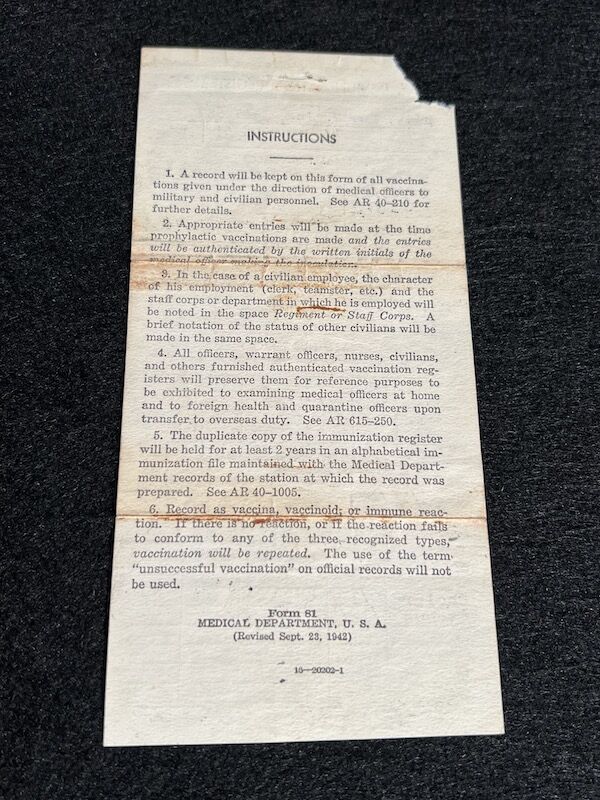 INSTRUCTIONS
1. A record will be kept on this form of all vaccina-
tions given under the direction of medical officers to
military and civilian personnel. See AR 40-210 for
further details.
2. Appropriate entries will be made at the time
prophylactic vaccinations are made and the entries
will be authenticated by the written initials of the
medical officer making the inoculation.
3. In the case of a civilian employee, the character
of his employment (clerk, teamster, etc.) and the
staff corps or department in which he is employed will
be noted in the space Regiment or Staff Corps. A
brief notation of the status of other civilians will be
made in the same space.
4. All officers, warrant officers, nurses, civilians,
and others furnished authenticated vaccination reg-
isters will preserve them for reference purposes to
be exhibited to examining medical officers at home
and to foreign health and quarantine officers upon
transfer to overseas duty. See AR 615-250.
5. The duplicate copy of the immunization register
will be held for at least 2 years in an alphabetical im-
munization file maintained with the Medical Depart-
ment records of the station at which the record was
prepared. See AR 40-1005.
6. Record as vaccina, vaccinoid, or immune reac-
tion. If there is no reaction, or if the reaction fails
to conform to any of the three recognized types,
vaccination will be repeated. The use of the term
"unsuccessful vaccination" on official records will not
be used.
Form 81
MEDICAL DEPARTMENT, U. S. A.
(Revised Sept. 23, 1942)
16—20202-1